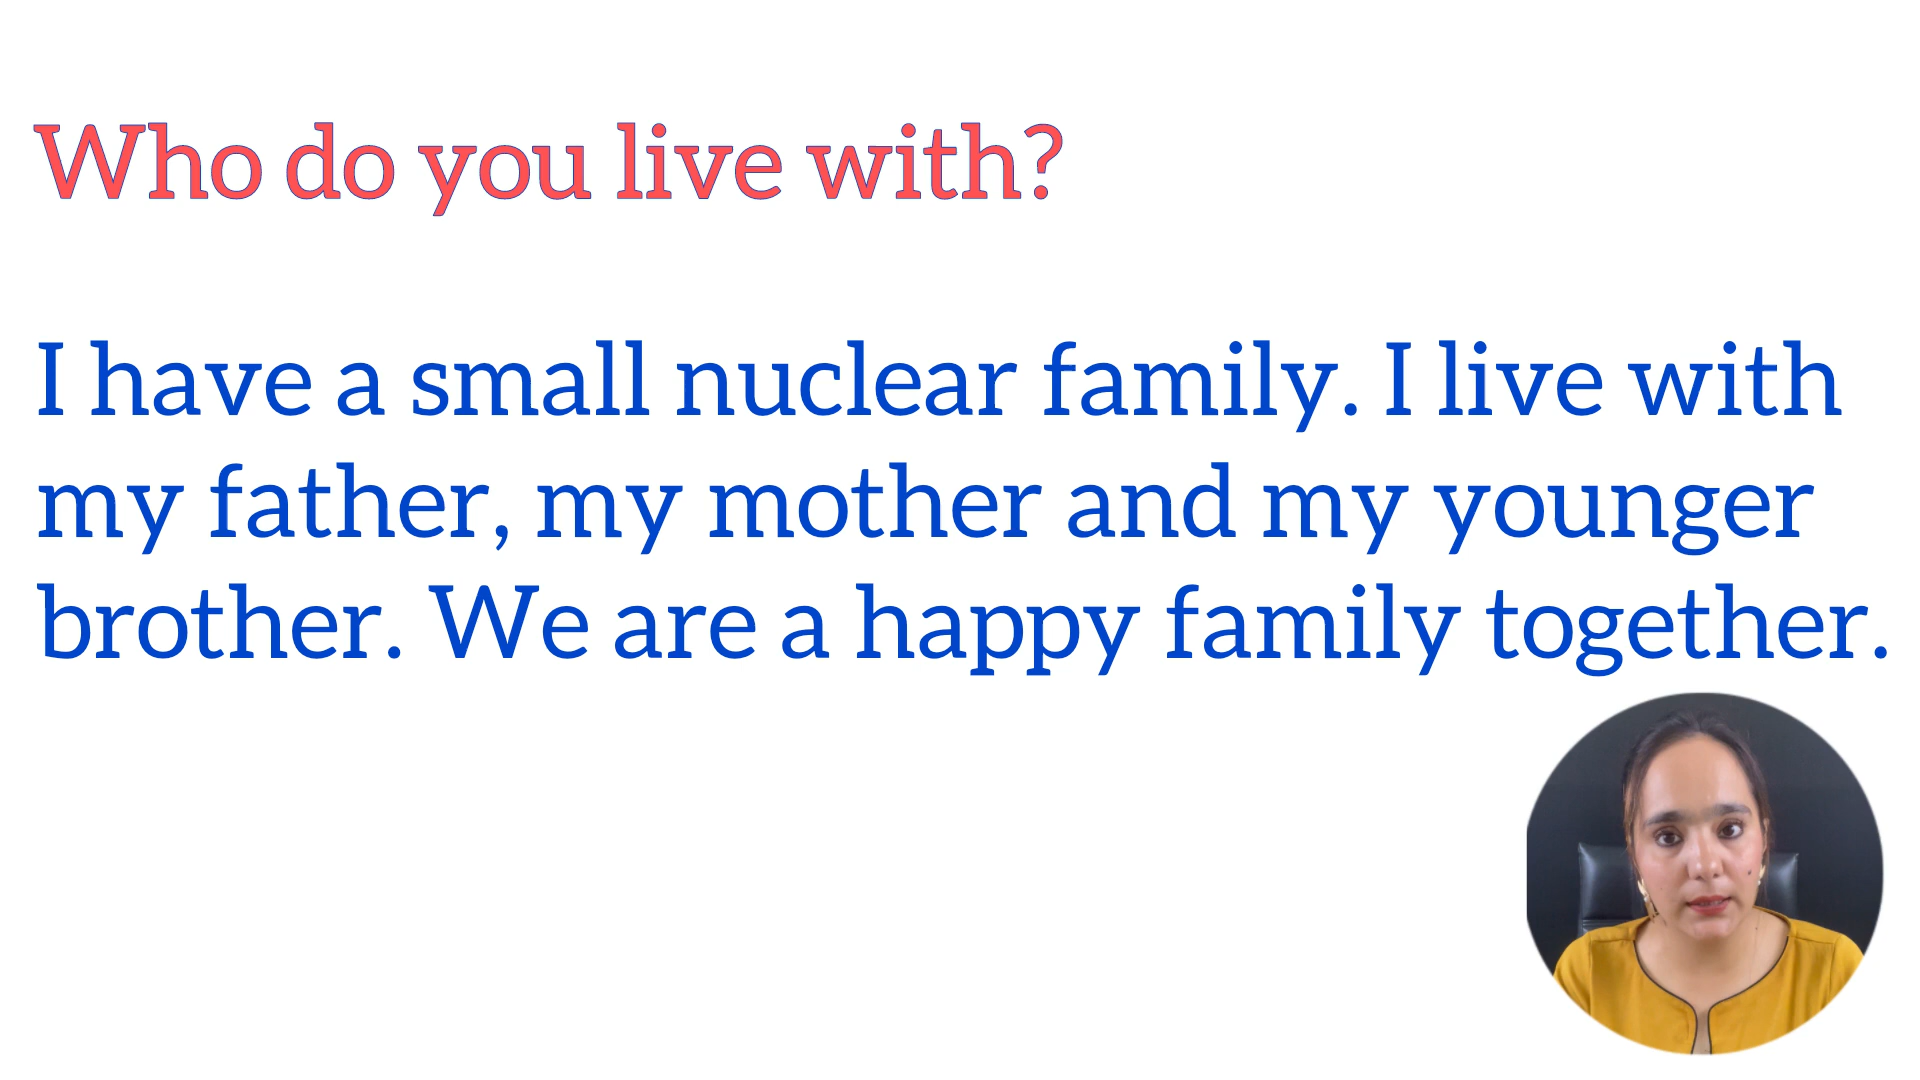 Who do you live with?
I have a small nuclear family. I live with
my father, my mother and my younger
brother. We are a happy family together.